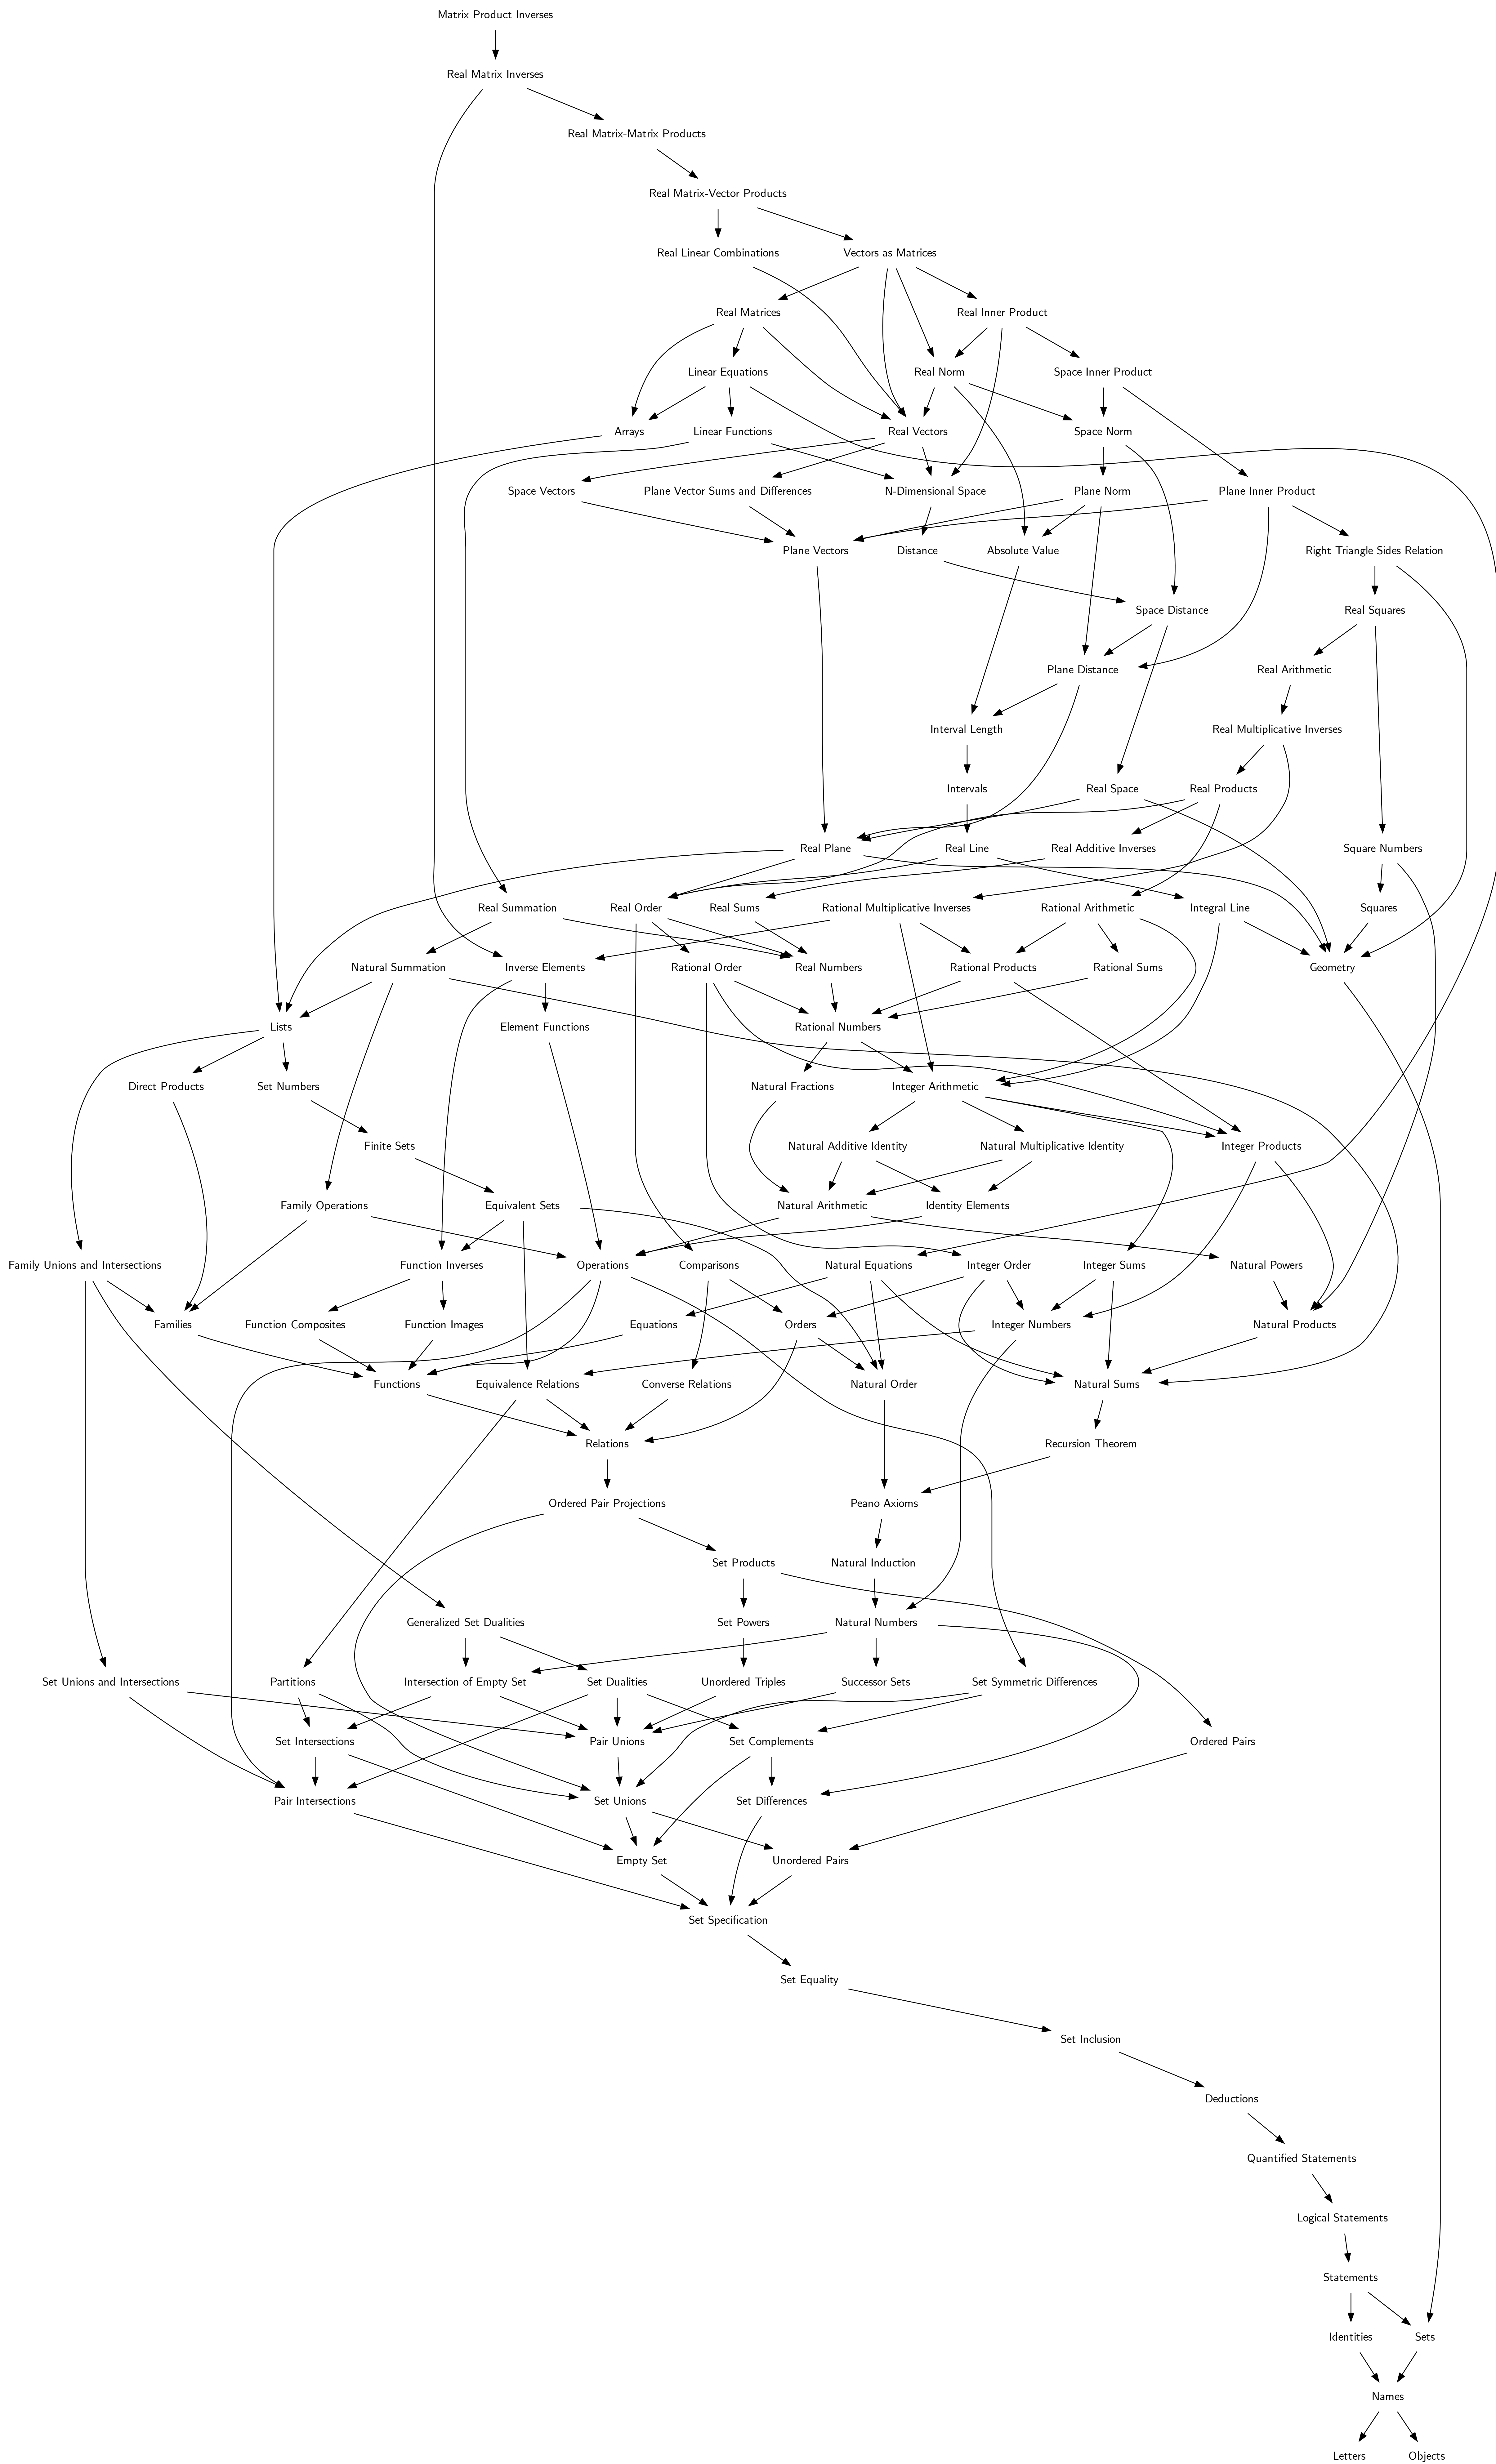 Matrix Product Inverses
Real Matrix Inverses
Real Matrix-Matrix Products
Real Matrix-Vector Products
Real Linear Combinations
Vectors as Matrices
Real Matrices
Real Inner Product
Linear Equations
Real Norm
Space Inner Product
Arrays
Linear Functions
Real Vectors
Space Norm
Space Vectors
Plane Vector Sums and Differences
N-Dimensional Space
Plane Norm
Plane Inner Product
Plane Vectors
Distance
Absolute Value
Right Triangle Sides Relation
Space Distance
Real Squares
Plane Distance
Real Arithmetic
Interval Length
Real Multiplicative Inverses
Intervals
Real Space
Real Products
Real Plane
Real Line
Real Additive Inverses
Square Numbers
Real Summation
Real Order
Real Sums
Rational Multiplicative Inverses
Rational Arithmetic
Integral Line
Squares
Natural Summation
Inverse Elements
Rational Order
Real Numbers
Rational Products
Rational Sums
Geometry
Lists
Element Functions
Rational Numbers
Direct Products
Set Numbers
Natural Fractions
Integer Arithmetic
Finite Sets
Natural Additive Identity
Natural Multiplicative Identity
Integer Products
Family Operations
Equivalent Sets
Natural Arithmetic
Identity Elements
Family Unions and Intersections
Function Inverses
Operations
Comparisons
Natural Equations
Integer Order
Integer Sums
Natural Powers
Families
Function Composites
Function Images
Equations
Orders
Integer Numbers
Natural Products
Functions
Equivalence Relations
Converse Relations
Natural Order
Natural Sums
Relations
Recursion Theorem
Ordered Pair Projections
Peano Axioms
Set Products
Natural Induction
Generalized Set Dualities
Set Powers
Natural Numbers
Set Unions and Intersections
Partitions
Intersection of Empty Set
Set Dualities
Unordered Triples
Successor Sets
Set Symmetric Differences
Set Intersections
Pair Unions
Set Complements
Ordered Pairs
Pair Intersections
Set Unions
Set Differences
Empty Set
Unordered Pairs
Set Specification
Set Equality
Set Inclusion
Deductions
Quantified Statements
Logical Statements
Statements
Identities
Sets
Names
Letters
Objects